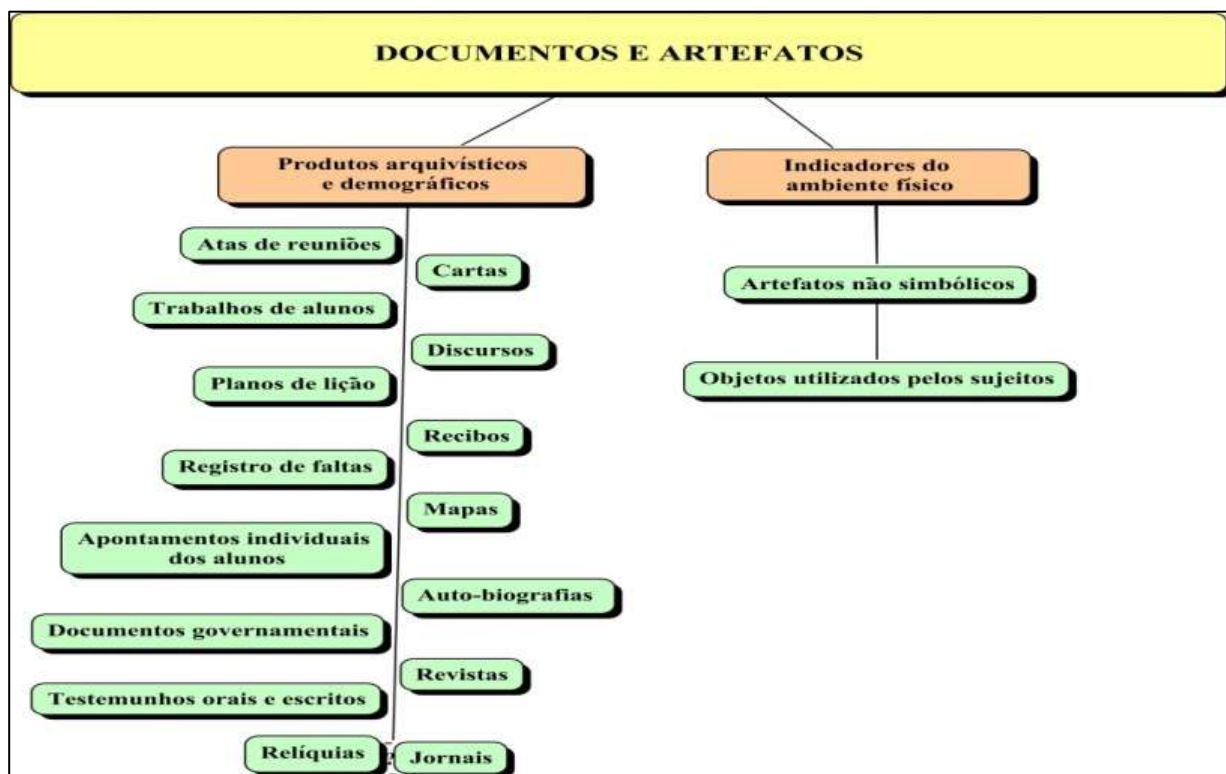 DOCUMENTOS E ARTEFATOS
Produtos arquivísticos
e demográficos
Indicadores do
ambiente físico
Atas de reuniões
Cartas
Artefatos não simbólicos
Trabalhos de alunos
Discursos
Planos de lição
Objetos utilizados pelos sujeitos
Recibos
Registro de faltas
Mapas
Apontamentos individuais
dos alunos
Auto-biografias
Documentos governamentais
Revistas
Testemunhos orais e escritos
Relíquias
Jornais